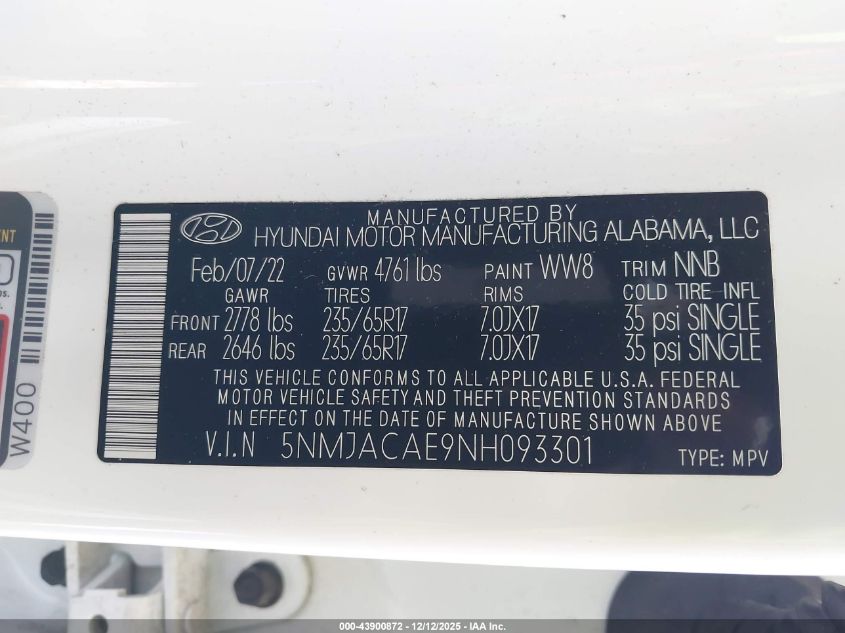 MANUFACTURED BY
HYUNDAI MOTOR MANUFACTURING ALABAMA, LLC
Feb/07/22 GVWR 4761 lbs PAINT WW8 TRIM NNB
GAWR TIRES RIMS COLD TIRE INFL
FRONT 2778 lbs 235/65R17 7.0JX17 35 psi SINGLE
REAR 2646 lbs 235/65R17 7.0JX17 35 psi SINGLE
THIS VEHICLE CONFORMS TO ALL APPLICABLE U.S.A. FEDERAL
MOTOR VEHICLE SAFETY AND THEFT PREVENTION STANDARDS
IN EFFECT ON THE DATE OF MANUFACTURE SHOWN ABOVE
V.I.N 5NMJACAE9NH093301 TYPE: MPV
W400
000-43900872 • 12/12/2025 • IAA Inc.